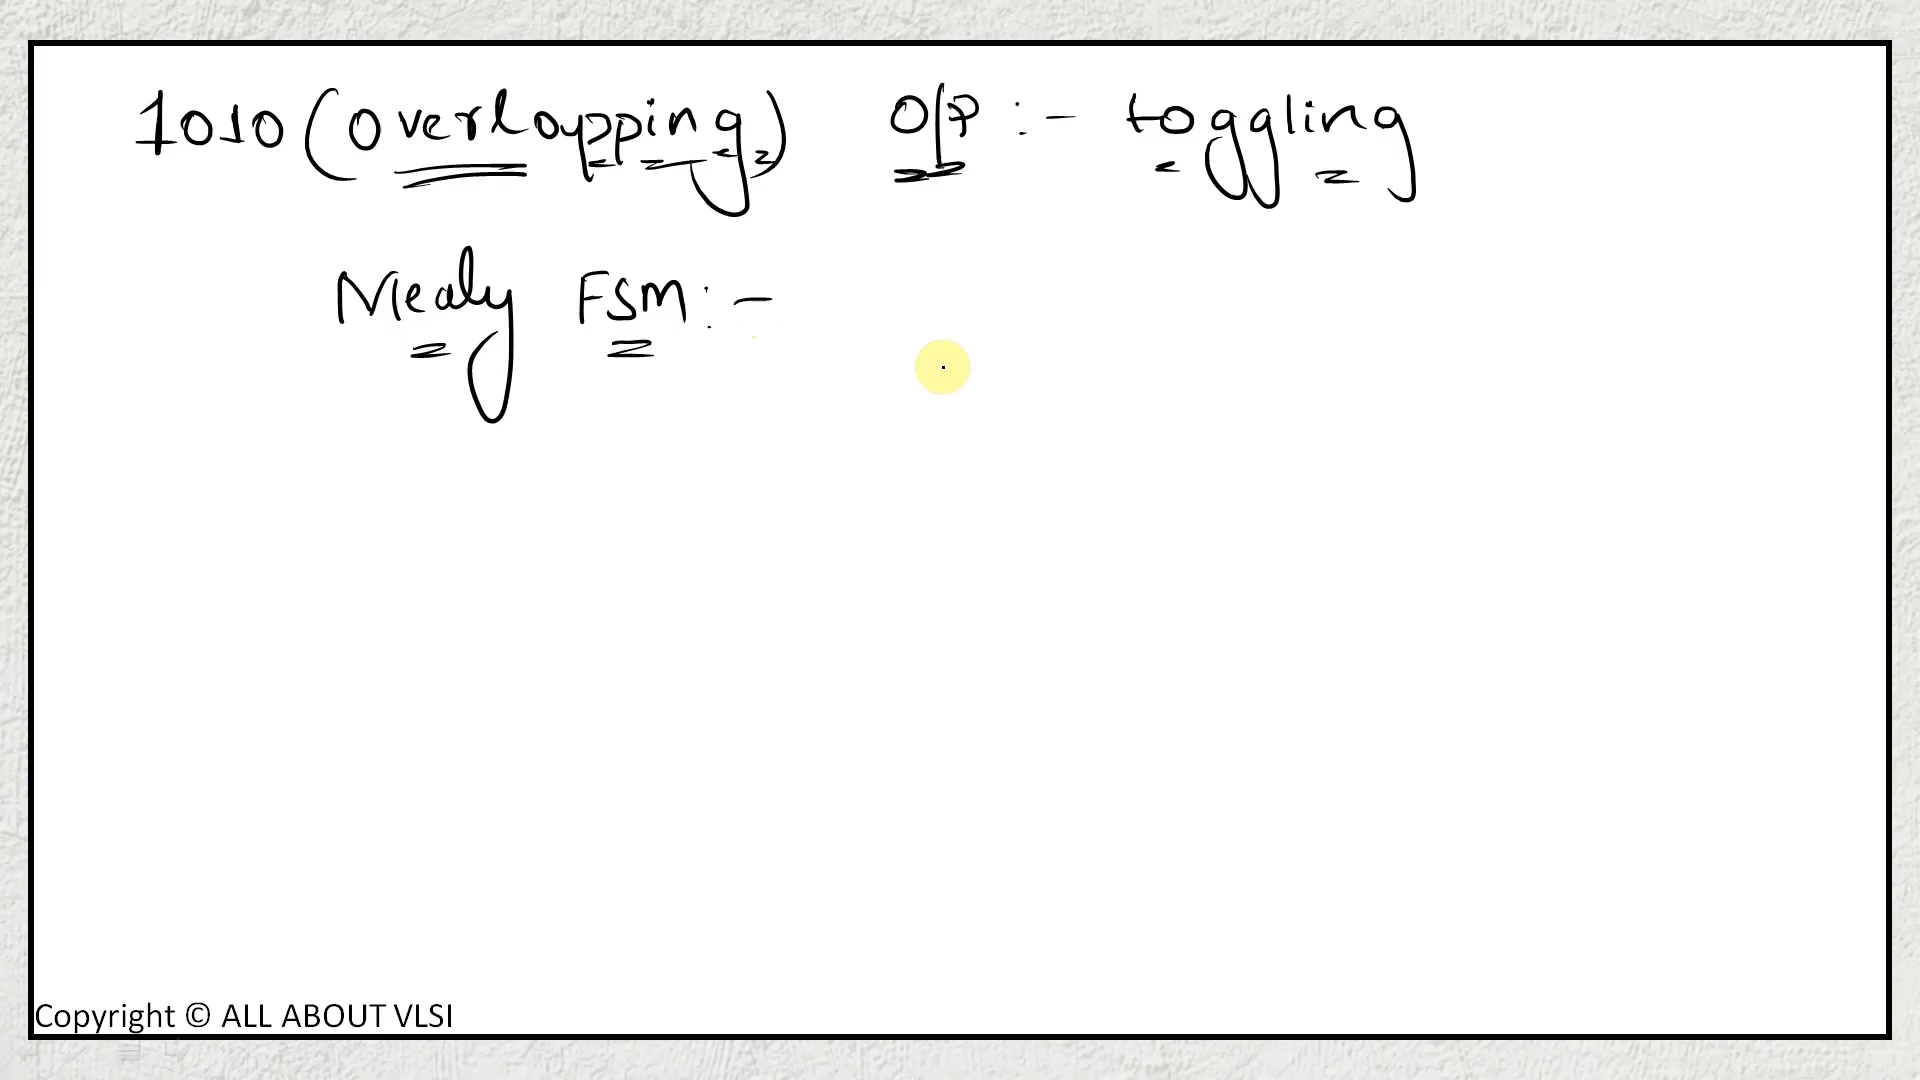 1010 (overlapping) O/P :- toggling
Mealy FSM :-
Copyright © ALL ABOUT VLSI